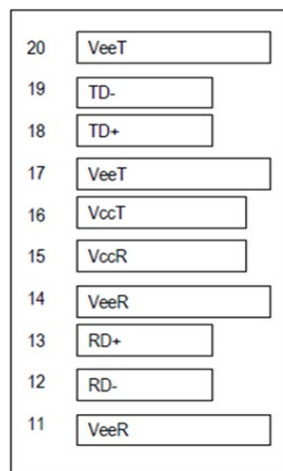 20 VeeT
19 TD-
18 TD+
17 VeeT
16 VccT
15 VccR
14 VeeR
13 RD+
12 RD-
11 VeeR